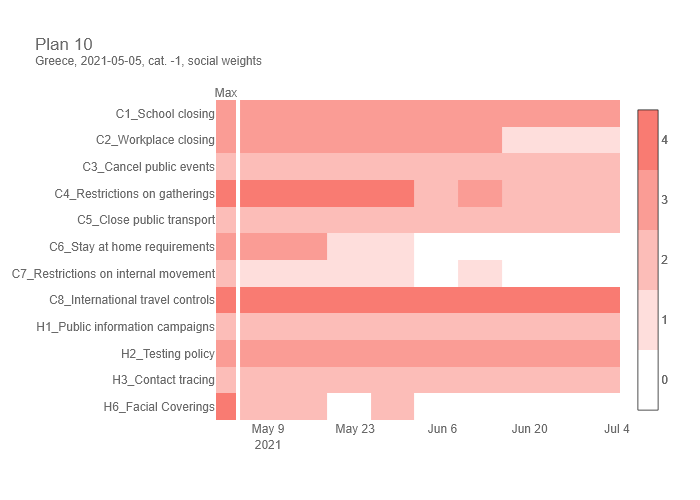 Plan 10
Greece, 2021-05-05, cat. -1, social weights
Max
C1_School closing
C2_Workplace closing
C3_Cancel public events
C4_Restrictions on gatherings
C5_Close public transport
C6_Stay at home requirements
C7_Restrictions on internal movement
C8_International travel controls
H1_Public information campaigns
H2_Testing policy
H3_Contact tracing
H6_Facial Coverings
May 9
2021
May 23
Jun 6
Jun 20
Jul 4
4
3
2
1
0